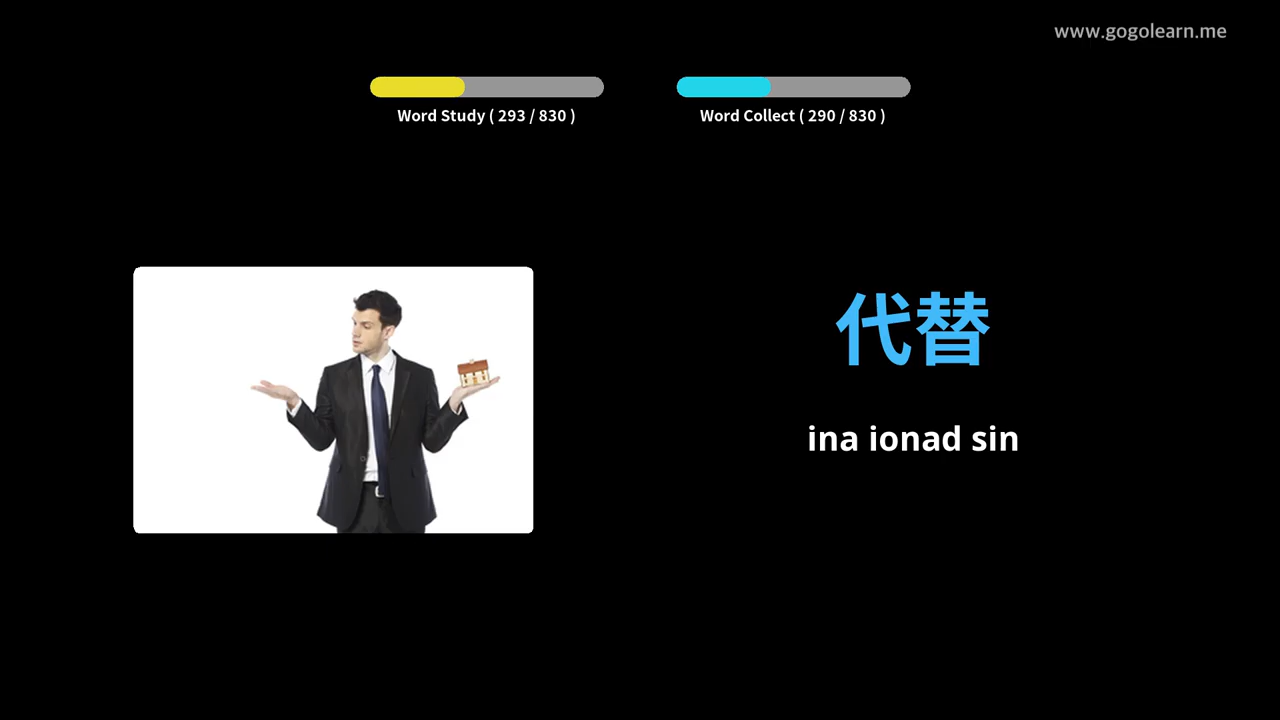 www.gogolearn.me
Word Study ( 293 / 830 )
Word Collect ( 290 / 830 )
代替
ina ionad sin